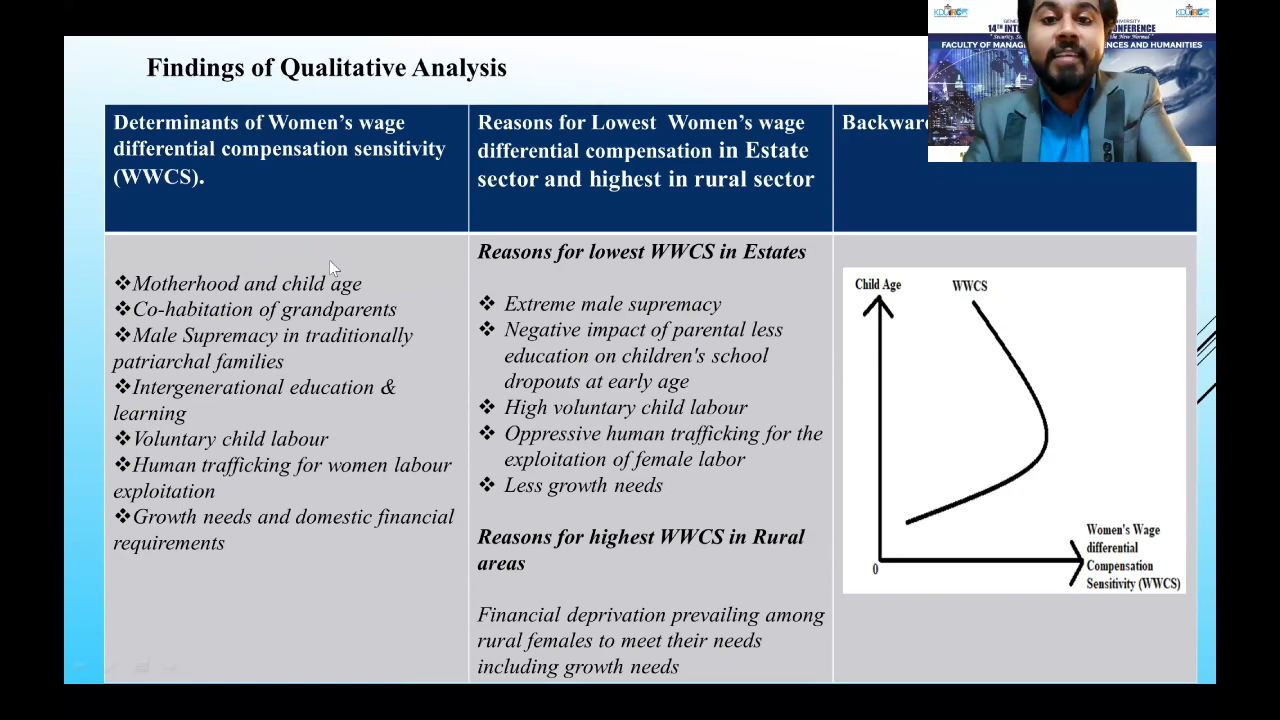 Findings of Qualitative Analysis
Determinants of Women's wage
differential compensation sensitivity
(WWCS).
Reasons for Lowest Women's wage
differential compensation in Estate
sector and highest in rural sector
Backward
❖Motherhood and child age
❖Co-habitation of grandparents
❖Male Supremacy in traditionally
patriarchal families
❖Intergenerational education &
learning
❖Voluntary child labour
❖Human trafficking for women labour
exploitation
❖Growth needs and domestic financial
requirements
Reasons for lowest WWCS in Estates
❖ Extreme male supremacy
❖ Negative impact of parental less
education on children's school
dropouts at early age
❖ High voluntary child labour
❖ Oppressive human trafficking for the
exploitation of female labor
❖ Less growth needs
Reasons for highest WWCS in Rural
areas
Financial deprivation prevailing among
rural females to meet their needs
including growth needs
Child Age
WWCS
0
Women's Wage
differential
Compensation
Sensitivity (WWCS)
14TH
FACULTY OF
AND HUMANITIES